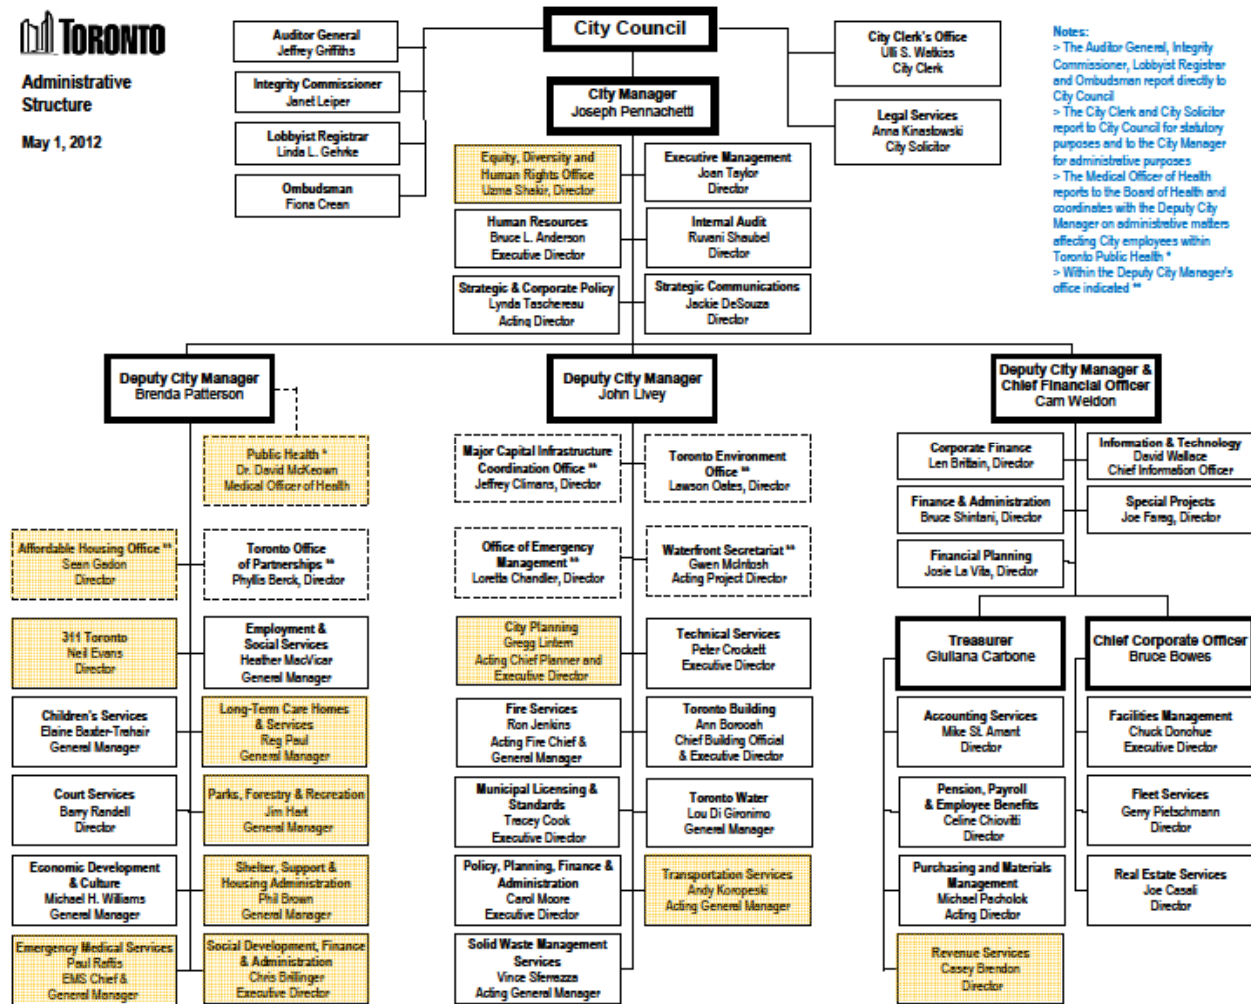 TORONTO
Administrative
Structure
May 1, 2012
City Council
Auditor General
Jeffrey Griffiths
Integrity Commissioner
Janet Leiper
Lobbyist Registrar
Linda L. Gehrke
Ombudsman
Fiona Crean
City Manager
Joseph Pennachetti
City Clerk's Office
Ulli S. Watkiss
City Clerk
Legal Services
Anna Kinastowski
City Solicitor
Notes:
> The Auditor General, Integrity
Commissioner, Lobbyist Registrar
and Ombudsman report directly to
City Council
> The City Clerk and City Solicitor
report to City Council for statutory
purposes and to the City Manager
for administrative purposes
> The Medical Officer of Health
reports to the Board of Health and
coordinates with the Deputy City
Manager on administrative matters
affecting City employees within
Toronto Public Health *
> Within the Deputy City Manager's
office indicated **
Equity, Diversity and
Human Rights Office
Uzma Shakir, Director
Executive Management
Joan Taylor
Director
Human Resources
Bruce L. Anderson
Executive Director
Internal Audit
Ruvani Shaubel
Director
Strategic & Corporate Policy
Lynda Taschereau
Acting Director
Strategic Communications
Jackie DeSouza
Director
Deputy City Manager
Brenda Patterson
Public Health *
Dr. David McKeown
Medical Officer of Health
Affordable Housing Office **
Sean Gadon
Director
Toronto Office
of Partnerships **
Phyllis Berck, Director
311 Toronto
Neil Evans
Director
Employment &
Social Services
Heather MacVicar
General Manager
Children's Services
Elaine Baxter-Trahair
General Manager
Long-Term Care Homes
& Services
Reg Paul
General Manager
Court Services
Barry Randell
Director
Parks, Forestry & Recreation
Jim Hart
General Manager
Economic Development
& Culture
Michael H. Williams
General Manager
Shelter, Support &
Housing Administration
Phil Brown
General Manager
Emergency Medical Services
Paul Raftis
EMS Chief &
General Manager
Social Development, Finance
& Administration
Chris Brillinger
Executive Director
Deputy City Manager
John Livey
Major Capital Infrastructure
Coordination Office **
Jeffrey Climans, Director
Toronto Environment
Office **
Lawson Oates, Director
Office of Emergency
Management **
Loretta Chandler, Director
Waterfront Secretariat **
Gwen McIntosh
Acting Project Director
City Planning
Gregg Lintern
Acting Chief Planner and
Executive Director
Technical Services
Peter Crockett
Executive Director
Fire Services
Ron Jenkins
Acting Fire Chief &
General Manager
Toronto Building
Ann Borooah
Chief Building Official
& Executive Director
Municipal Licensing &
Standards
Tracey Cook
Executive Director
Toronto Water
Lou Di Gironimo
General Manager
Policy, Planning, Finance &
Administration
Carol Moore
Executive Director
Transportation Services
Andy Koropeski
Acting General Manager
Solid Waste Management
Services
Vince Sferrazza
Acting General Manager
Deputy City Manager &
Chief Financial Officer
Cam Weldon
Corporate Finance
Len Brittain, Director
Information & Technology
David Wallace
Chief Information Officer
Finance & Administration
Bruce Shintani, Director
Special Projects
Joe Farag, Director
Financial Planning
Josie La Vita, Director
Treasurer
Giuliana Carbone
Chief Corporate Officer
Bruce Bowes
Accounting Services
Mike St. Amant
Director
Facilities Management
Chuck Donohue
Executive Director
Pension, Payroll
& Employee Benefits
Celine Chiovitti
Director
Fleet Services
Gerry Pietschmann
Director
Purchasing and Materials
Management
Michael Pacholok
Acting Director
Real Estate Services
Joe Casali
Director
Revenue Services
Casey Brendon
Director